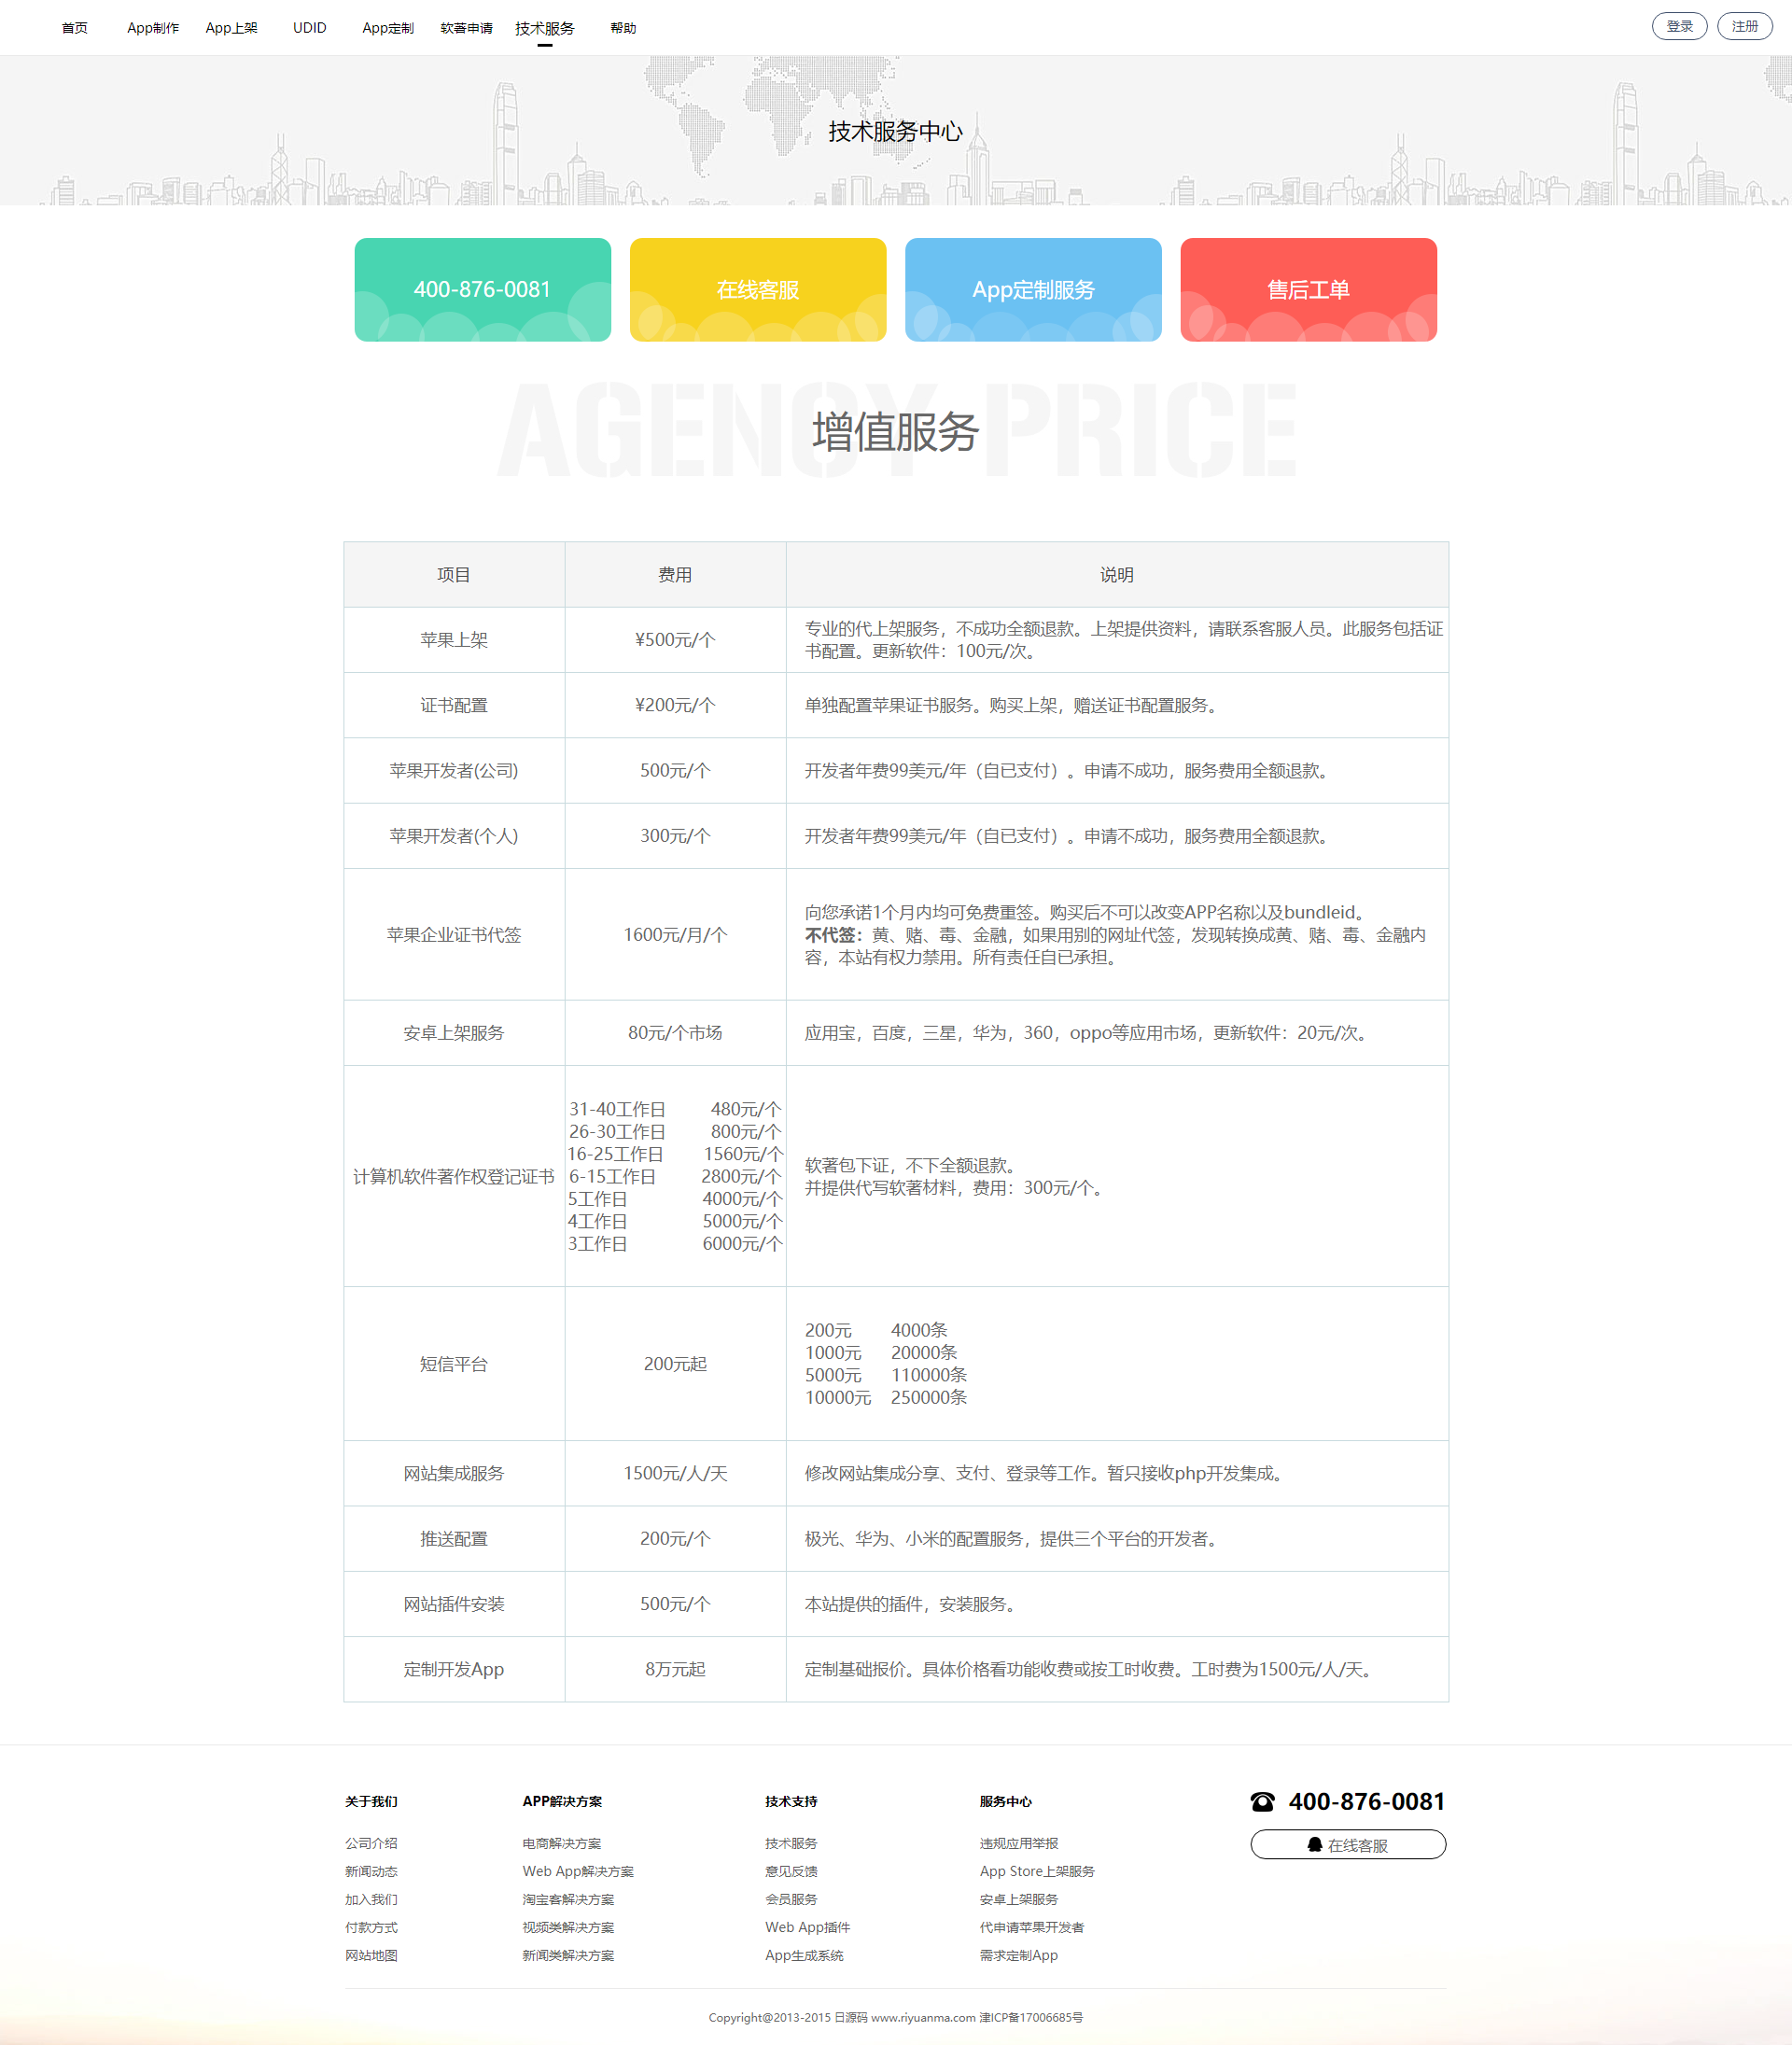 首页 App制作 App上架 UDID App定制 软著申请 技术服务 帮助 登录 注册
技术服务中心
400-876-0081 在线客服 App定制服务 售后工单
AGENCY PRICE
增值服务
项目 费用 说明
苹果上架 ¥500元/个 专业的代上架服务，不成功全额退款。上架提供资料，请联系客服人员。此服务包括证
书配置。更新软件：100元/次。
证书配置 ¥200元/个 单独配置苹果证书服务。购买上架，赠送证书配置服务。
苹果开发者(公司) 500元/个 开发者年费99美元/年（自已支付）。申请不成功，服务费用全额退款。
苹果开发者(个人) 300元/个 开发者年费99美元/年（自已支付）。申请不成功，服务费用全额退款。
苹果企业证书代签 1600元/月/个 向您承诺1个月内均可免费重签。购买后不可以改变APP名称以及bundleid。
不代签：黄、赌、毒、金融，如果用别的网址代签，发现转换成黄、赌、毒、金融内
容，本站有权力禁用。所有责任自已承担。
安卓上架服务 80元/个市场 应用宝，百度，三星，华为，360，oppo等应用市场，更新软件：20元/次。
计算机软件著作权登记证书
31-40工作日 480元/个
26-30工作日 800元/个
16-25工作日 1560元/个
6-15工作日 2800元/个
5工作日 4000元/个
4工作日 5000元/个
3工作日 6000元/个
软著包下证，不下全额退款。
并提供代写软著材料，费用：300元/个。
短信平台 200元起
200元 4000条
1000元 20000条
5000元 110000条
10000元 250000条
网站集成服务 1500元/人/天 修改网站集成分享、支付、登录等工作。暂只接收php开发集成。
推送配置 200元/个 极光、华为、小米的配置服务，提供三个平台的开发者。
网站插件安装 500元/个 本站提供的插件，安装服务。
定制开发App 8万元起 定制基础报价。具体价格看功能收费或按工时收费。工时费为1500元/人/天。
关于我们 APP解决方案 技术支持 服务中心 400-876-0081
公司介绍 电商解决方案 技术服务 违规应用举报 在线客服
新闻动态 Web App解决方案 意见反馈 App Store上架服务
加入我们 淘宝客解决方案 会员服务 安卓上架服务
付款方式 视频类解决方案 Web App插件 代申请苹果开发者
网站地图 新闻类解决方案 App生成系统 需求定制App
Copyright@2013-2015 日源码 www.riyuanma.com 津ICP备17006685号